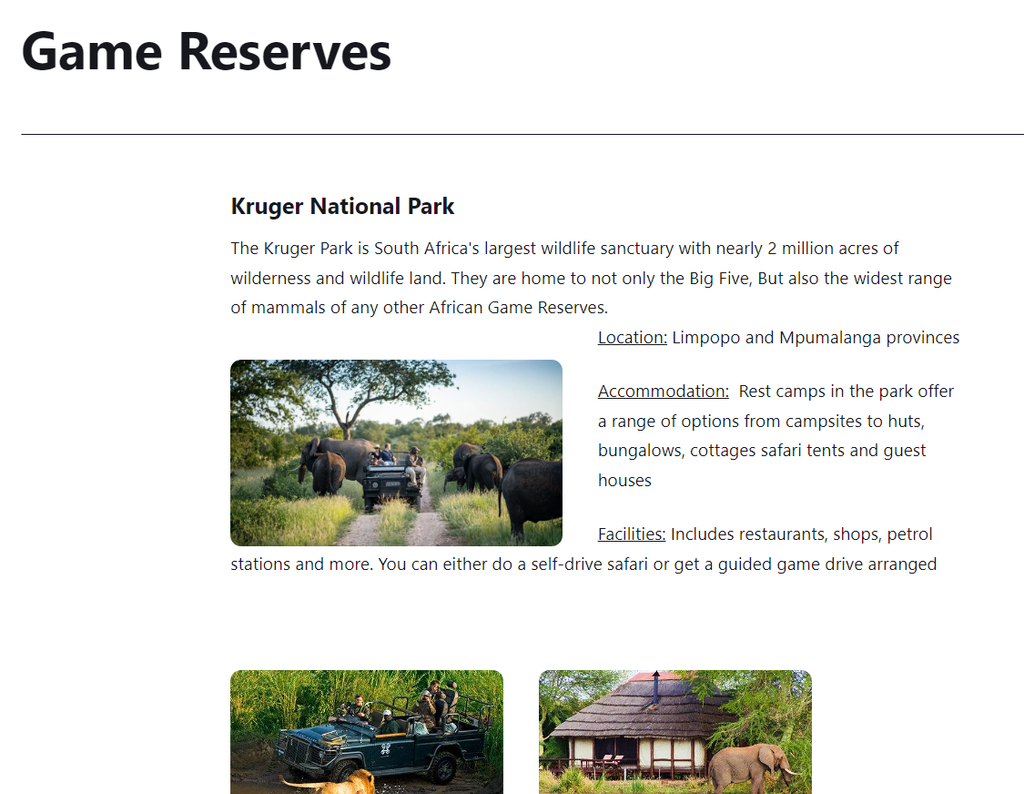 Game Reserves
Kruger National Park
The Kruger Park is South Africa's largest wildlife sanctuary with nearly 2 million acres of
wilderness and wildlife land. They are home to not only the Big Five, But also the widest range
of mammals of any other African Game Reserves.
Location: Limpopo and Mpumalanga provinces
Accommodation:  Rest camps in the park offer
a range of options from campsites to huts,
bungalows, cottages safari tents and guest
houses
Facilities: Includes restaurants, shops, petrol
stations and more. You can either do a self-drive safari or get a guided game drive arranged